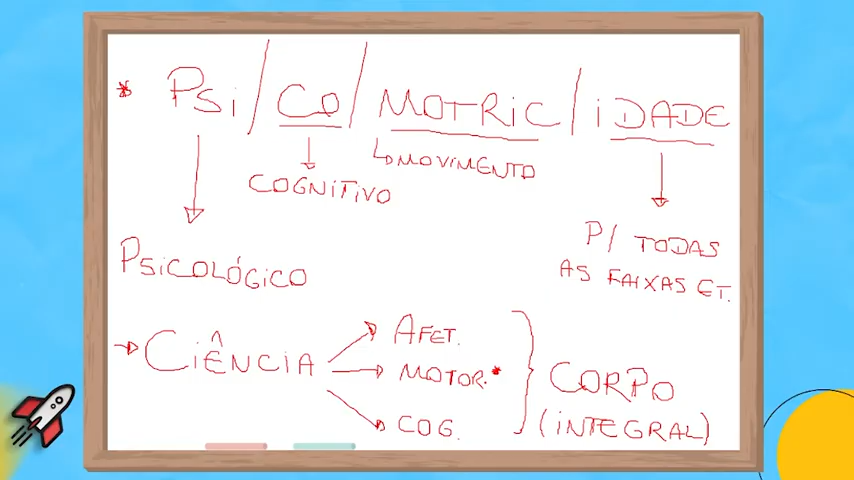 * PSi / CO / MOTRIC / iDADE
↳ MOVIMENTO
COGNiTiVO
P/ TODAS
AS FAIXAS ET.
PSICOLÓGICO
→ CiÊNCIA
AFET.
MOTOR.*
COG.
CORPO
(iNTEGRAL)